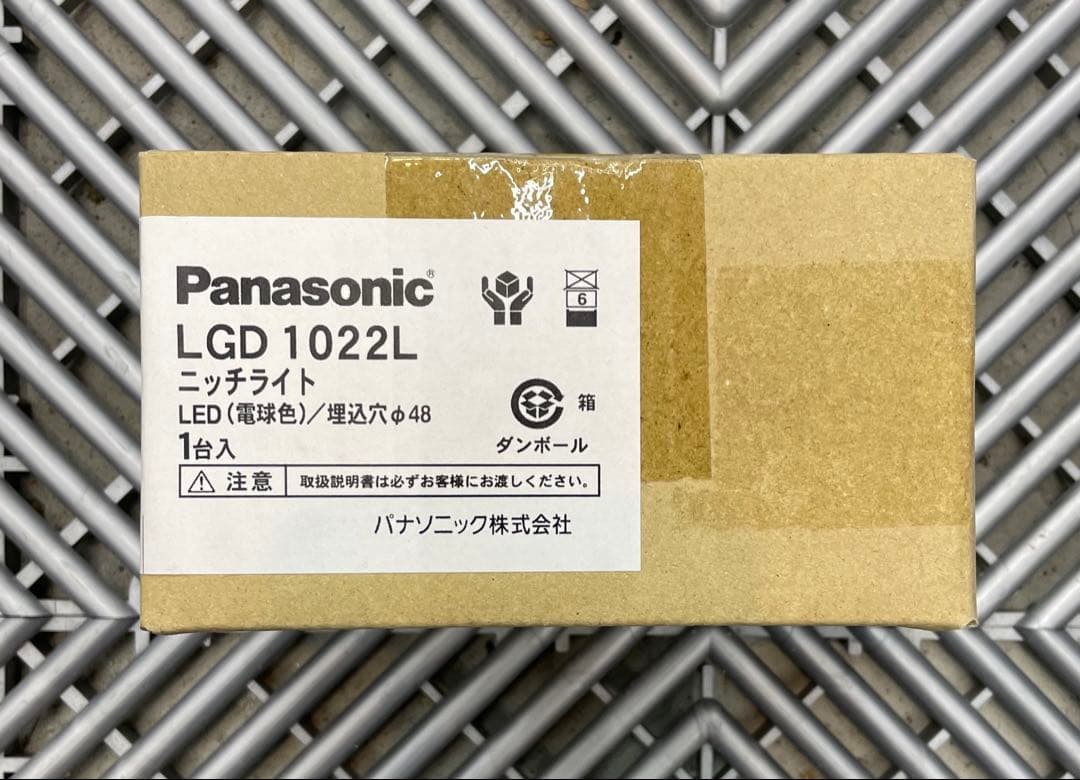 Panasonic®
LGD 1022L
ニッチライト
LED(電球色)/埋込穴φ48
1台入
6
箱
ダンボール
注意 取扱説明書は必ずお客様にお渡しください。
パナソニック株式会社